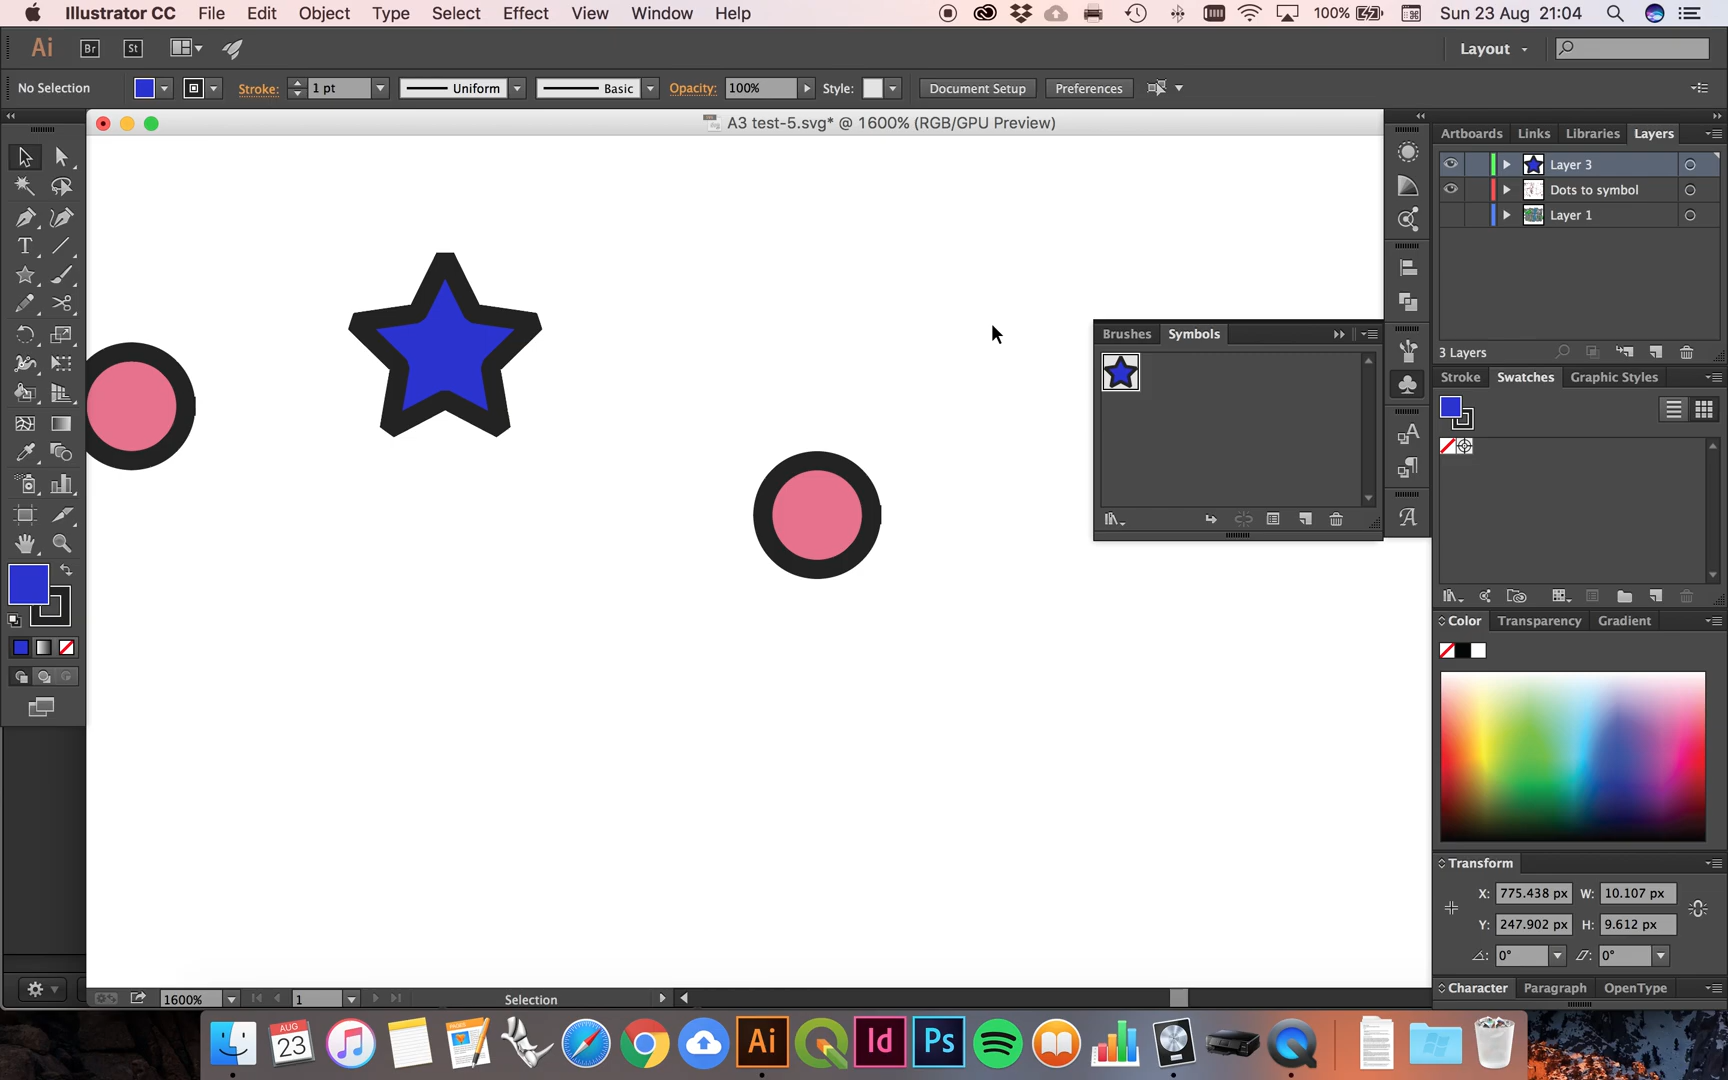 Illustrator CC File Edit Object Type Select Effect View Window Help 100% Sun 23 Aug 21:04
Ai Br St Layout
No Selection Stroke: 1 pt Uniform Basic Opacity: 100% Style: Document Setup Preferences
A3 test-5.svg* @ 1600% (RGB/GPU Preview)
Artboards Links Libraries Layers
Layer 3
Dots to symbol
Layer 1
3 Layers
Brushes Symbols
Stroke Swatches Graphic Styles
Color Transparency Gradient
Transform
X: 775.438 px W: 10.107 px
Y: 247.902 px H: 9.612 px
0° 0°
Character Paragraph OpenType
1600% 1 Selection
AUG
23
Ai Id Ps